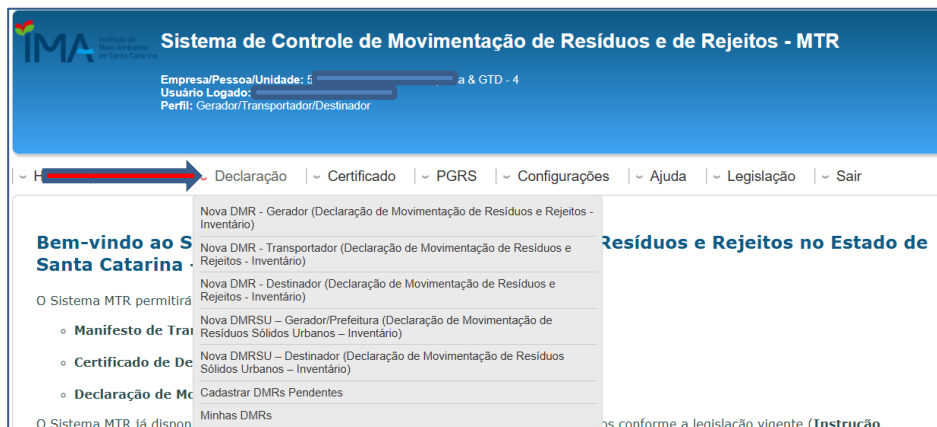 IMA
Instituto do
Meio Ambiente
de Santa Catarina
Sistema de Controle de Movimentação de Resíduos e de Rejeitos - MTR
Empresa/Pessoa/Unidade: 5 a & GTD - 4
Usuário Logado:
Perfil: Gerador/Transportador/Destinador
H Declaração Certificado PGRS Configurações Ajuda Legislação Sair
Nova DMR - Gerador (Declaração de Movimentação de Resíduos e Rejeitos -
Inventário)
Nova DMR - Transportador (Declaração de Movimentação de Resíduos e
Rejeitos - Inventário)
Nova DMR - Destinador (Declaração de Movimentação de Resíduos e
Rejeitos - Inventário)
Nova DMRSU – Gerador/Prefeitura (Declaração de Movimentação de
Resíduos Sólidos Urbanos – Inventário)
Nova DMRSU – Destinador (Declaração de Movimentação de Resíduos
Sólidos Urbanos – Inventário)
Cadastrar DMRs Pendentes
Minhas DMRs
Bem-vindo ao S Resíduos e Rejeitos no Estado de
Santa Catarina -
O Sistema MTR permitirá
Manifesto de Tra
Certificado de De
Declaração de Mo
O Sistema MTR já dispon os conforme a legislação vigente (Instrução